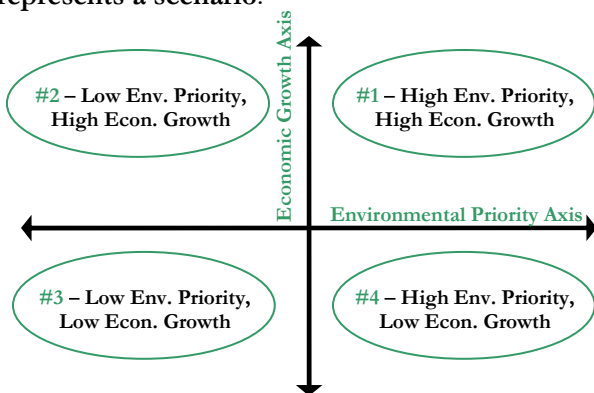 represents a scenario.
#2 – Low Env. Priority,
High Econ. Growth
Economic Growth Axis
#1 – High Env. Priority,
High Econ. Growth
Environmental Priority Axis
#3 – Low Env. Priority,
Low Econ. Growth
#4 – High Env. Priority,
Low Econ. Growth